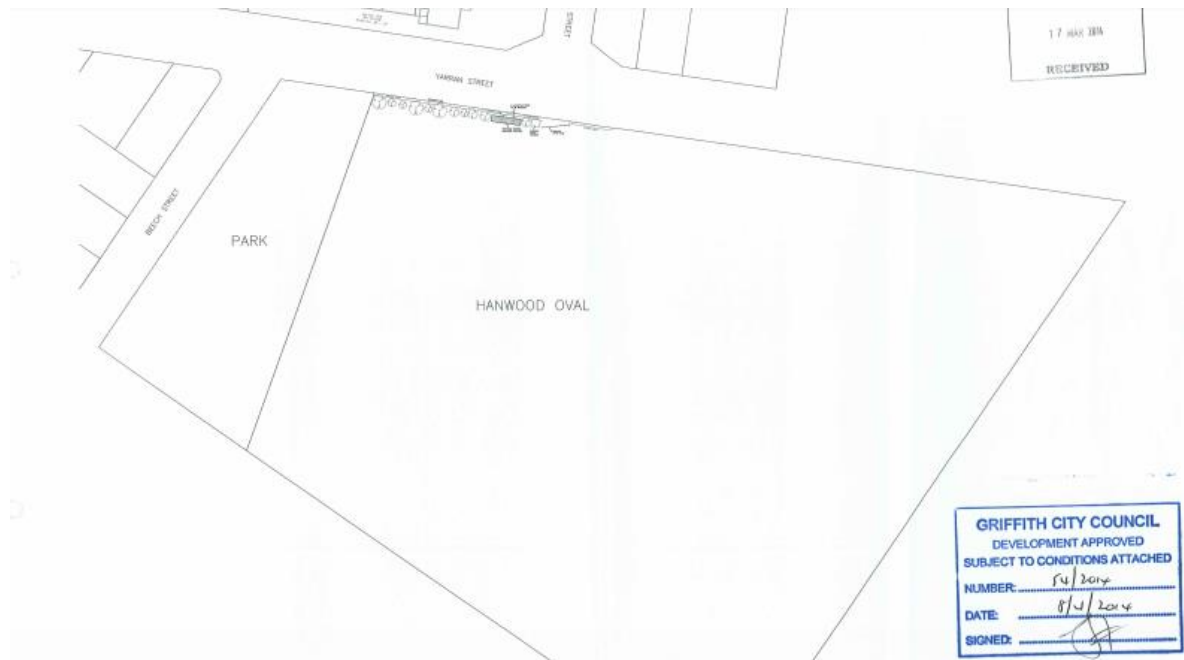 STREET
17 MAR 2014
RECEIVED
YARRAN STREET
BEECH STREET
PARK
HANWOOD OVAL
GRIFFITH CITY COUNCIL
DEVELOPMENT APPROVED
SUBJECT TO CONDITIONS ATTACHED
NUMBER: 54/2014
DATE: 8/4/2014
SIGNED: